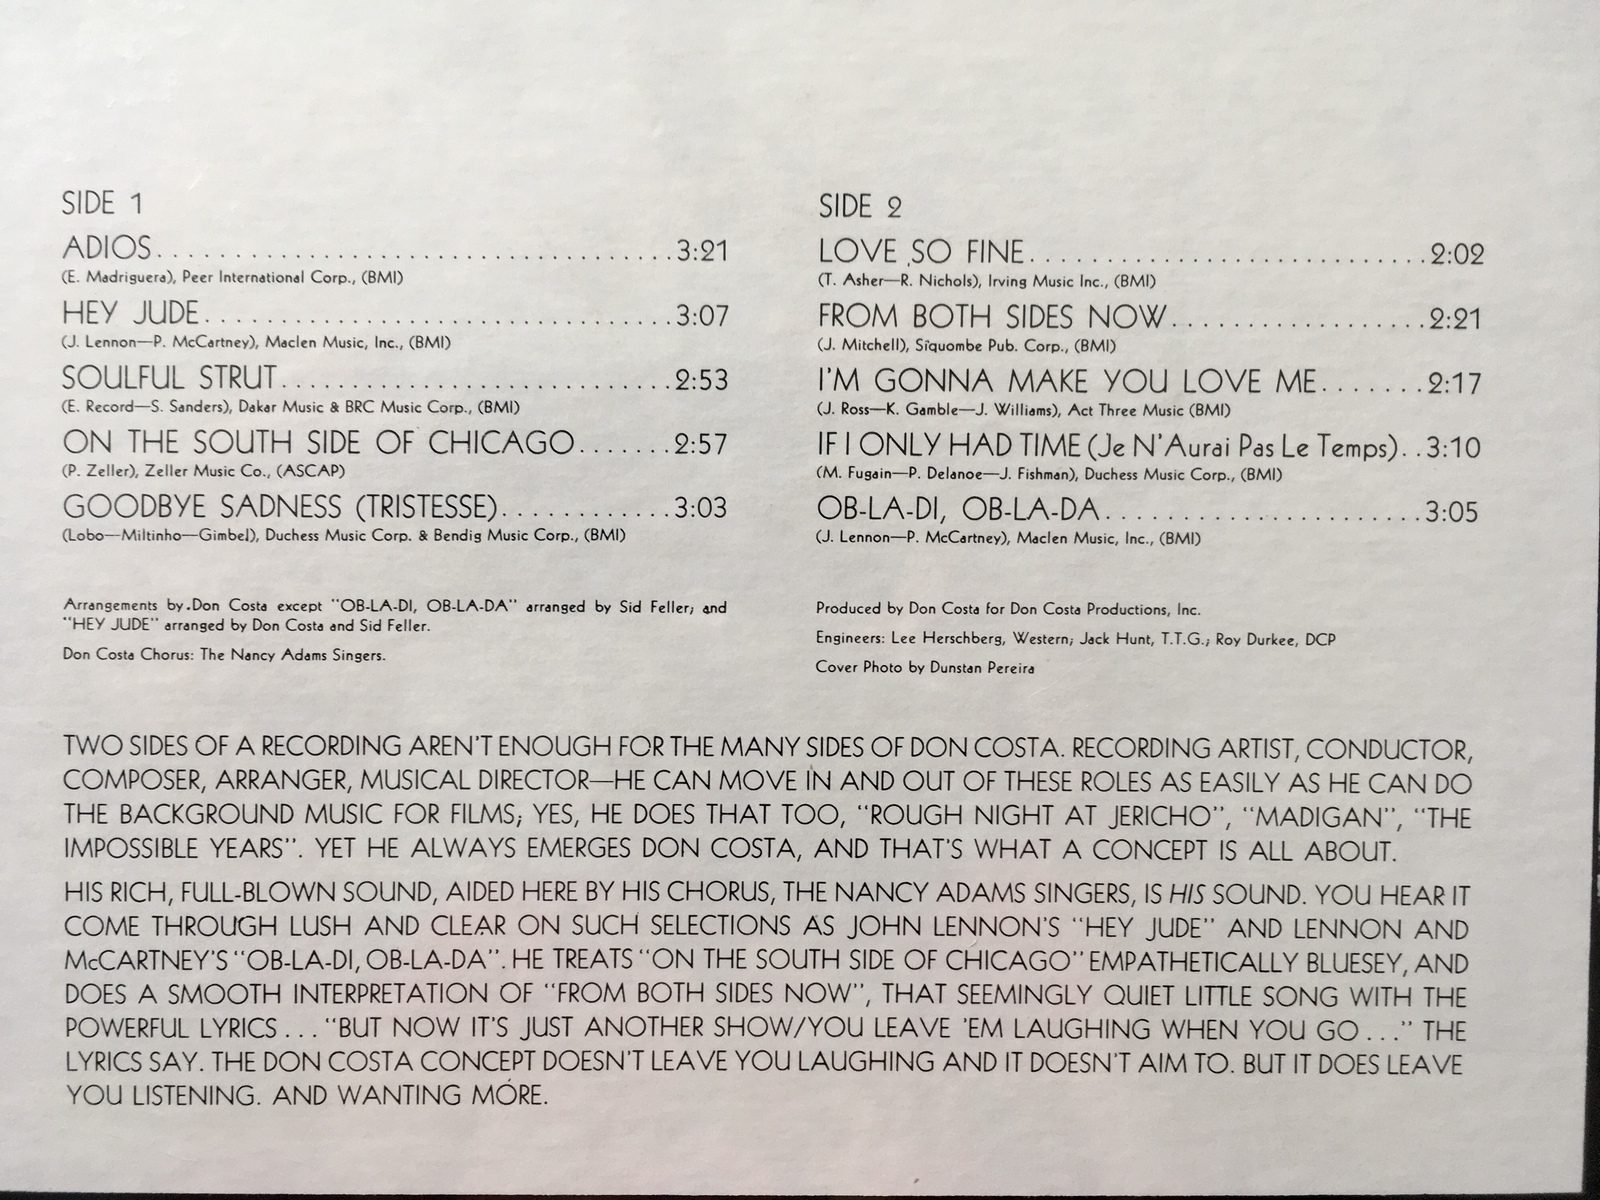 SIDE 1
ADIOS.......................................3:21
(E. Madriguera), Peer International Corp., (BMI)
HEY JUDE...................................3:07
(J. Lennon—P. McCartney), Maclen Music, Inc., (BMI)
SOULFUL STRUT.............................2:53
(E. Record—S. Sanders), Dakar Music & BRC Music Corp., (BMI)
ON THE SOUTH SIDE OF CHICAGO.......2:57
(P. Zeller), Zeller Music Co., (ASCAP)
GOODBYE SADNESS (TRISTESSE).............3:03
(Lobo—Miltinho—Gimbel), Duchess Music Corp. & Bendig Music Corp., (BMI)
Arrangements by Don Costa except "OB-LA-DI, OB-LA-DA" arranged by Sid Feller; and
"HEY JUDE" arranged by Don Costa and Sid Feller.
Don Costa Chorus: The Nancy Adams Singers.
SIDE 2
LOVE SO FINE..............................2:02
(T. Asher—R. Nichols), Irving Music Inc., (BMI)
FROM BOTH SIDES NOW...................2:21
(J. Mitchell), Siquombe Pub. Corp., (BMI)
I'M GONNA MAKE YOU LOVE ME.......2:17
(J. Ross—K. Gamble—J. Williams), Act Three Music (BMI)
IF I ONLY HAD TIME (Je N'Aurai Pas Le Temps)..3:10
(M. Fugain—P. Delanoe—J. Fishman), Duchess Music Corp., (BMI)
OB-LA-DI, OB-LA-DA........................3:05
(J. Lennon—P. McCartney), Maclen Music, Inc., (BMI)
Produced by Don Costa for Don Costa Productions, Inc.
Engineers: Lee Herschberg, Western; Jack Hunt, T.T.G.; Roy Durkee, DCP
Cover Photo by Dunstan Pereira
TWO SIDES OF A RECORDING AREN'T ENOUGH FOR THE MANY SIDES OF DON COSTA. RECORDING ARTIST, CONDUCTOR,
COMPOSER, ARRANGER, MUSICAL DIRECTOR—HE CAN MOVE IN AND OUT OF THESE ROLES AS EASILY AS HE CAN DO
THE BACKGROUND MUSIC FOR FILMS; YES, HE DOES THAT TOO, "ROUGH NIGHT AT JERICHO", "MADIGAN", "THE
IMPOSSIBLE YEARS". YET HE ALWAYS EMERGES DON COSTA, AND THAT'S WHAT A CONCEPT IS ALL ABOUT.
HIS RICH, FULL-BLOWN SOUND, AIDED HERE BY HIS CHORUS, THE NANCY ADAMS SINGERS, IS HIS SOUND. YOU HEAR IT
COME THROUGH LUSH AND CLEAR ON SUCH SELECTIONS AS JOHN LENNON'S "HEY JUDE" AND LENNON AND
McCARTNEY'S "OB-LA-DI, OB-LA-DA". HE TREATS "ON THE SOUTH SIDE OF CHICAGO" EMPATHETICALLY BLUESEY, AND
DOES A SMOOTH INTERPRETATION OF "FROM BOTH SIDES NOW", THAT SEEMINGLY QUIET LITTLE SONG WITH THE
POWERFUL LYRICS... "BUT NOW IT'S JUST ANOTHER SHOW/YOU LEAVE 'EM LAUGHING WHEN YOU GO..." THE
LYRICS SAY. THE DON COSTA CONCEPT DOESN'T LEAVE YOU LAUGHING AND IT DOESN'T AIM TO. BUT IT DOES LEAVE
YOU LISTENING. AND WANTING MORE.